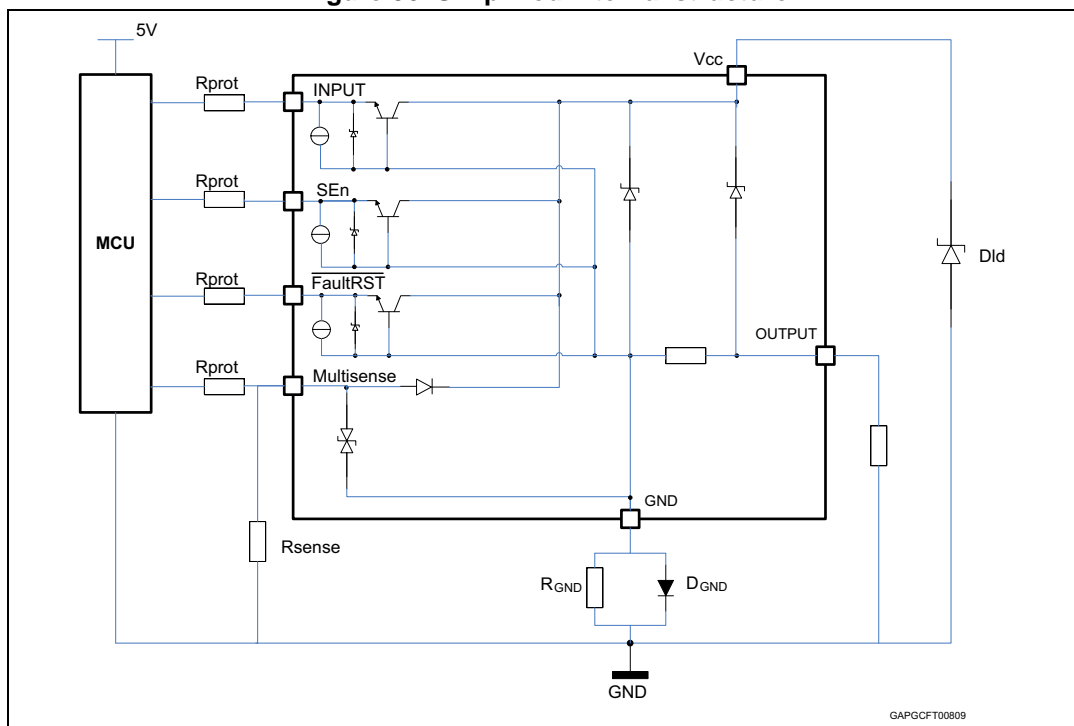 5V
Vcc
Rprot
INPUT
Rprot
SEn
MCU
Dld
Rprot
FaultRST
OUTPUT
Rprot
Multisense
GND
Rsense
RGND
DGND
GND
GAPGCFT00809